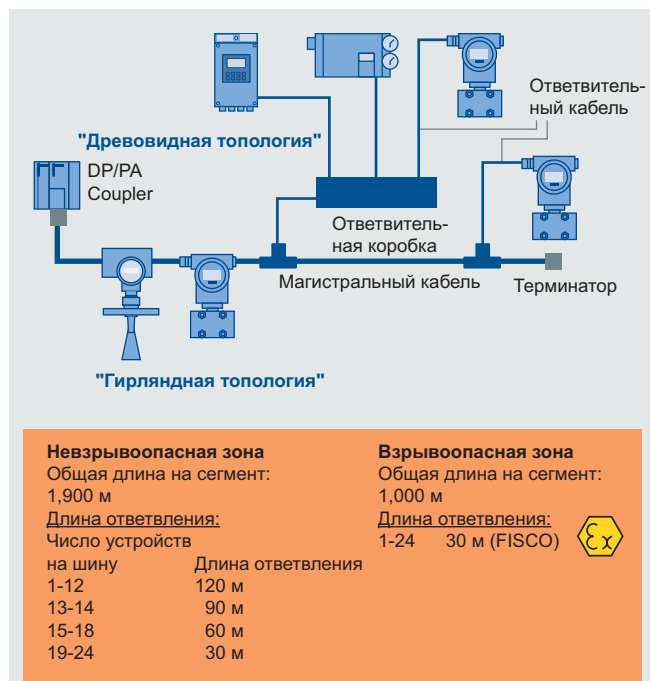 "Древовидная топология"
Ответвитель-
ный кабель
DP/PA
Coupler
Ответвитель-
ная коробка
Магистральный кабель
Терминатор
"Гирляндная топология"
Невзрывоопасная зона
Общая длина на сегмент:
1,900 м
Длина ответвления:
Число устройств
на шину Длина ответвления
1-12 120 м
13-14 90 м
15-18 60 м
19-24 30 м
Взрывоопасная зона
Общая длина на сегмент:
1,000 м
Длина ответвления:
1-24 30 м (FISCO)
Ex